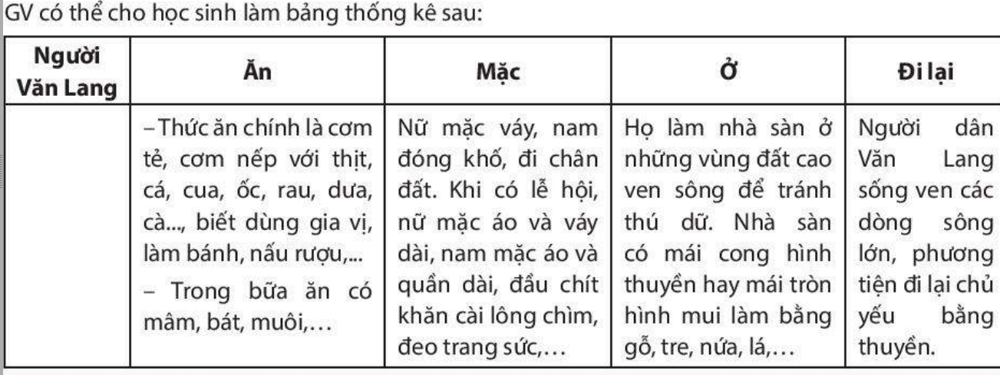 GV có thể cho học sinh làm bảng thống kê sau:
Người
Văn Lang
Ăn
Mặc
Ở
Đi lại
– Thức ăn chính là cơm
tẻ, cơm nếp với thịt,
cá, cua, ốc, rau, dưa,
cà..., biết dùng gia vị,
làm bánh, nấu rượu,...
– Trong bữa ăn có
mâm, bát, muôi,...
Nữ mặc váy, nam
đóng khố, đi chân
đất. Khi có lễ hội,
nữ mặc áo và váy
dài, nam mặc áo và
quần dài, đầu chít
khăn cài lông chìm,
đeo trang sức,...
Họ làm nhà sàn ở
những vùng đất cao
ven sông để tránh
thú dữ. Nhà sàn
có mái cong hình
thuyền hay mái tròn
hình mui làm bằng
gỗ, tre, nứa, lá,...
Người dân
Văn Lang
sống ven các
dòng sông
lớn, phương
tiện đi lại chủ
yếu bằng
thuyền.